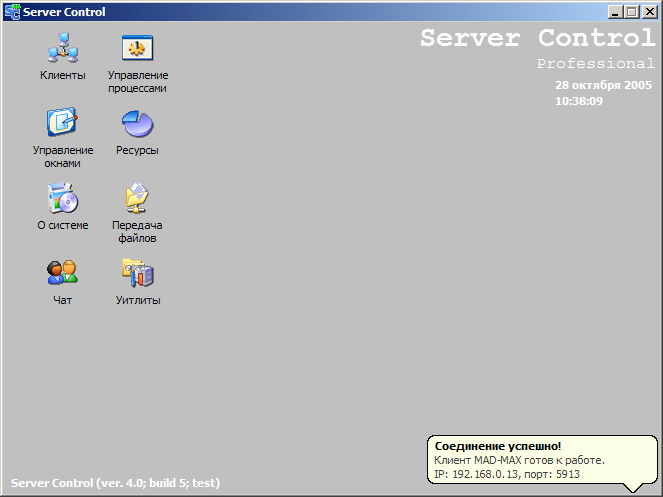 Server Control
Server Control
Professional
28 октября 2005
10:38:09
Клиенты
Управление
процессами
Управление
окнами
Ресурсы
О системе
Передача
файлов
Чат
Уитлиты
Соединение успешно!
Клиент MAD-MAX готов к работе.
IP: 192.168.0.13, порт: 5913
Server Control (ver. 4.0; build 5; test)